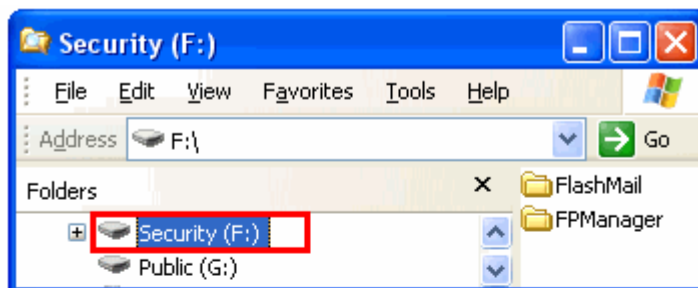 Security (F:)
File Edit View Favorites Tools Help
Address F:\ Go
Folders
Security (F:)
Public (G:)
FlashMail
FPManager